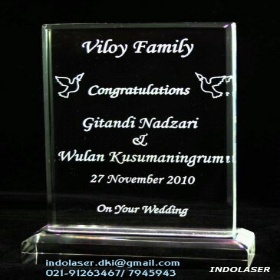 Viloy Family
Congratulations
Gitandi Nadzari
&
Wulan Kusumaningrum
27 November 2010
On Your Wedding
indolaser.dki@gmail.com
021-91263467/ 7945943
INDOLASER